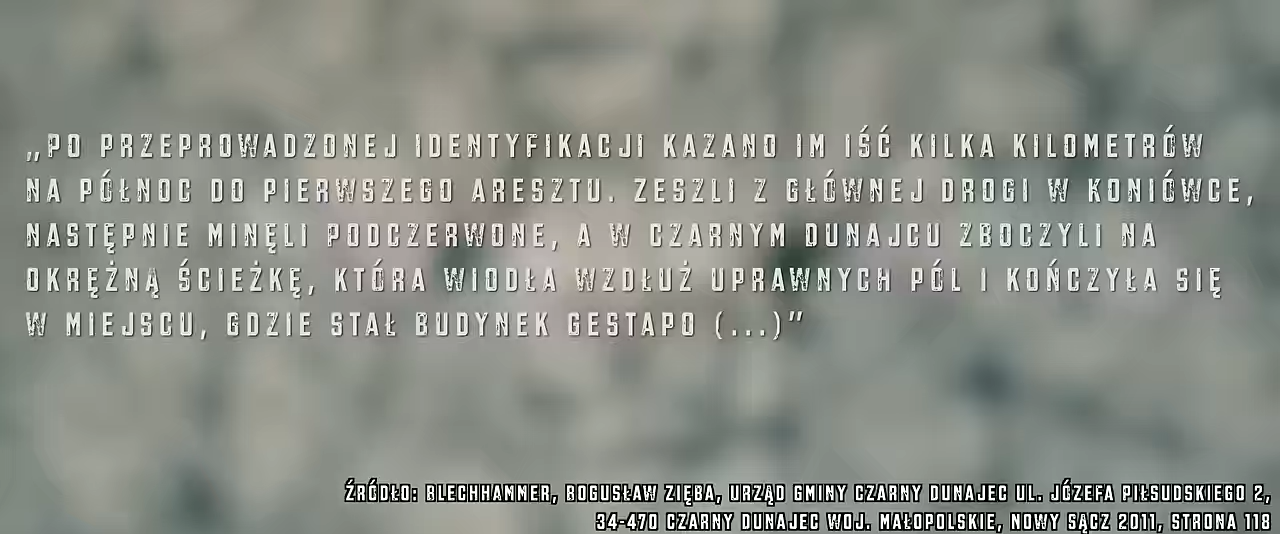 „PO PRZEPROWADZONEJ IDENTYFIKACJI KAZANO IM IŚĆ KILKA KILOMETRÓW
NA PÓŁNOC DO PIERWSZEGO ARESZTU. ZESZLI Z GŁÓWNEJ DROGI W KONIÓWCE,
NASTĘPNIE MINĘLI PODCZERWONE, A W CZARNYM DUNAJCU ZBOCZYLI NA
OKRĘŻNĄ ŚCIEŻKĘ, KTÓRA WIODŁA WZDŁUŻ UPRAWNYCH PÓL I KOŃCZYŁA SIĘ
W MIEJSCU, GDZIE STAŁ BUDYNEK GESTAPO (...)”
ŹRÓDŁO: BLECHHAMMER, BOGUSŁAW ZIĘBA, URZĄD GMINY CZARNY DUNAJEC UL. JÓZEFA PIŁSUDSKIEGO 2,
34-470 CZARNY DUNAJEC WOJ. MAŁOPOLSKIE, NOWY SĄCZ 2011, STRONA 118